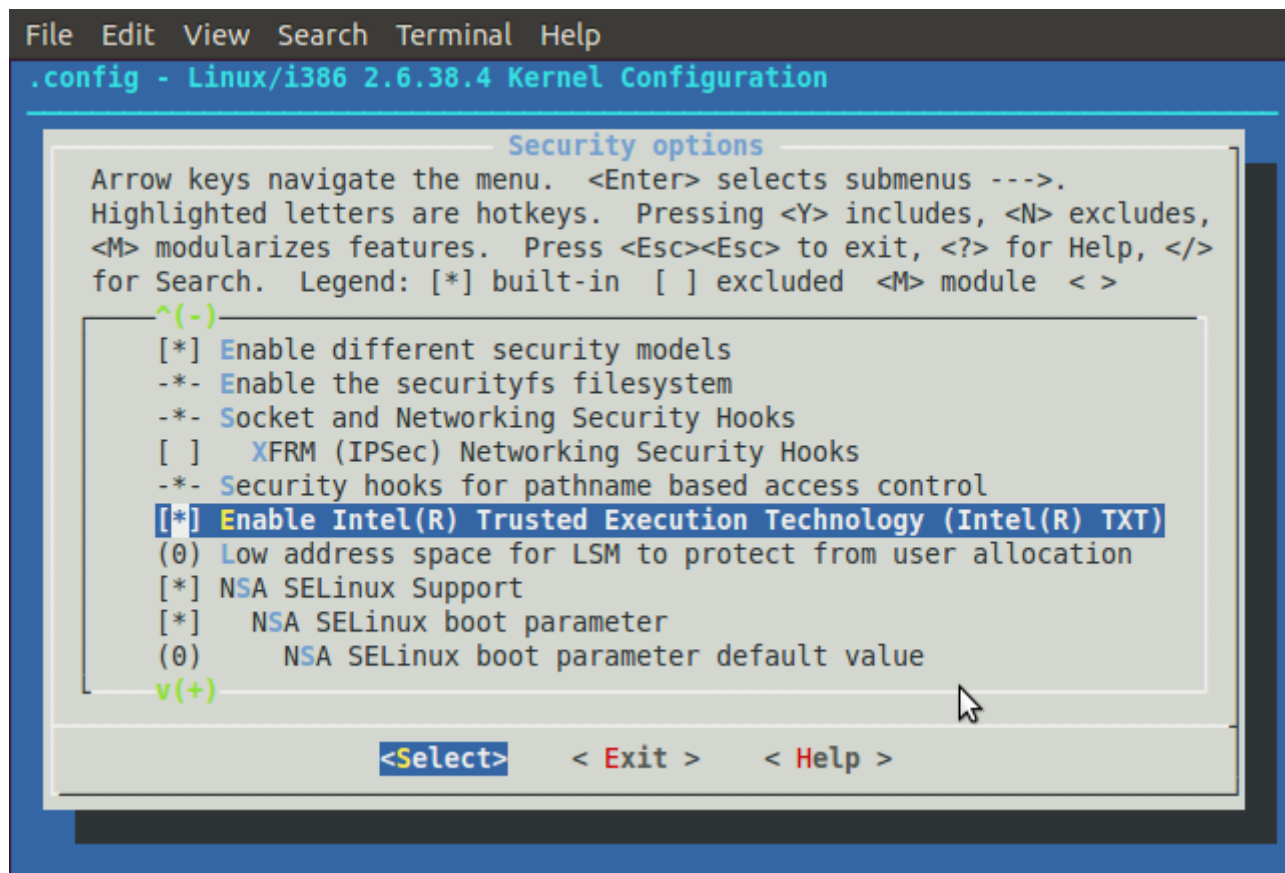 File Edit View Search Terminal Help
.config - Linux/i386 2.6.38.4 Kernel Configuration
Security options
Arrow keys navigate the menu. <Enter> selects submenus --->.
Highlighted letters are hotkeys. Pressing <Y> includes, <N> excludes,
<M> modularizes features. Press <Esc><Esc> to exit, <?> for Help, </>
for Search. Legend: [*] built-in [ ] excluded <M> module < >
^(-)
[*] Enable different security models
-*- Enable the securityfs filesystem
-*- Socket and Networking Security Hooks
[ ] XFRM (IPSec) Networking Security Hooks
-*- Security hooks for pathname based access control
[*] Enable Intel(R) Trusted Execution Technology (Intel(R) TXT)
(0) Low address space for LSM to protect from user allocation
[*] NSA SELinux Support
[*] NSA SELinux boot parameter
(0) NSA SELinux boot parameter default value
v(+)
<Select> < Exit > < Help >